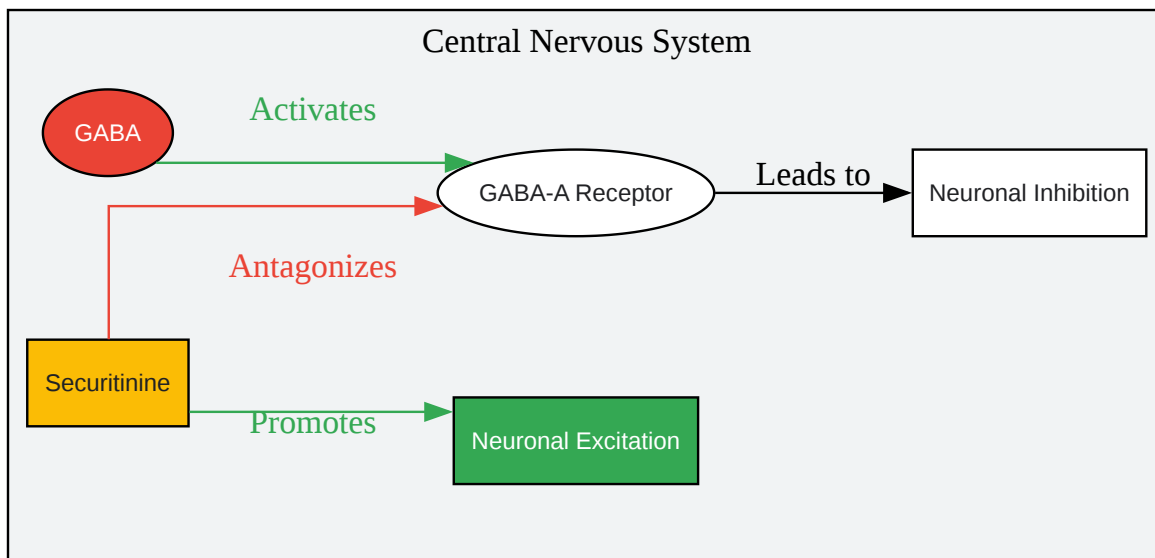 Central Nervous System
GABA
Activates
GABA-A Receptor
Leads to
Neuronal Inhibition
Antagonizes
Securitinine
Promotes
Neuronal Excitation